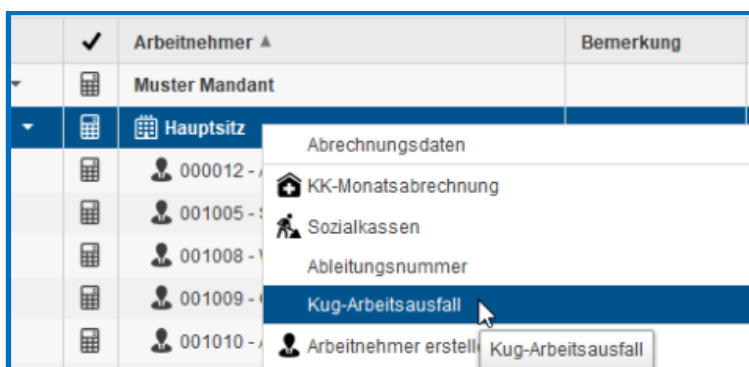 Arbeitnehmer Bemerkung
Muster Mandant
Hauptsitz
Abrechnungsdaten
000012 -
KK-Monatsabrechnung
001005 -
Sozialkassen
001008 -
Ableitungsnummer
001009 -
Kug-Arbeitsausfall
001010 -
Arbeitnehmer erstell
Kug-Arbeitsausfall